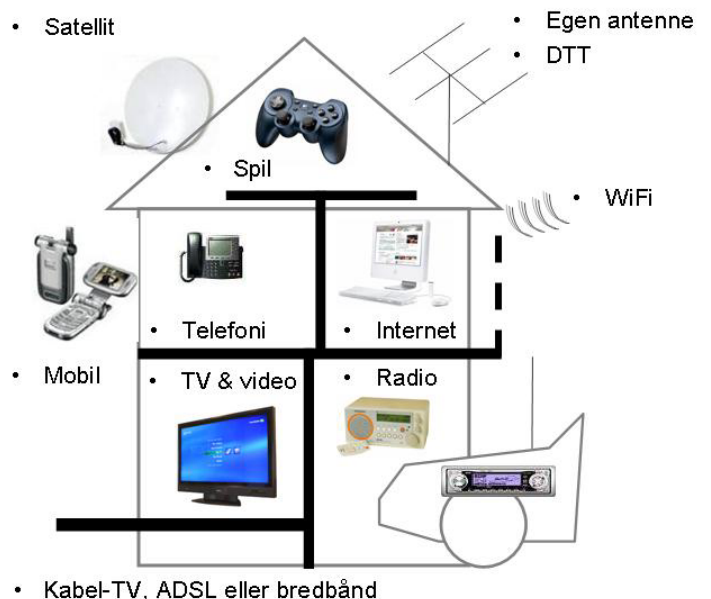 • Satellit
• Egen antenne
• DTT
• Spil
• WiFi
• Telefoni
• Internet
• Mobil
• TV & video
• Radio
• Kabel-TV, ADSL eller bredbånd